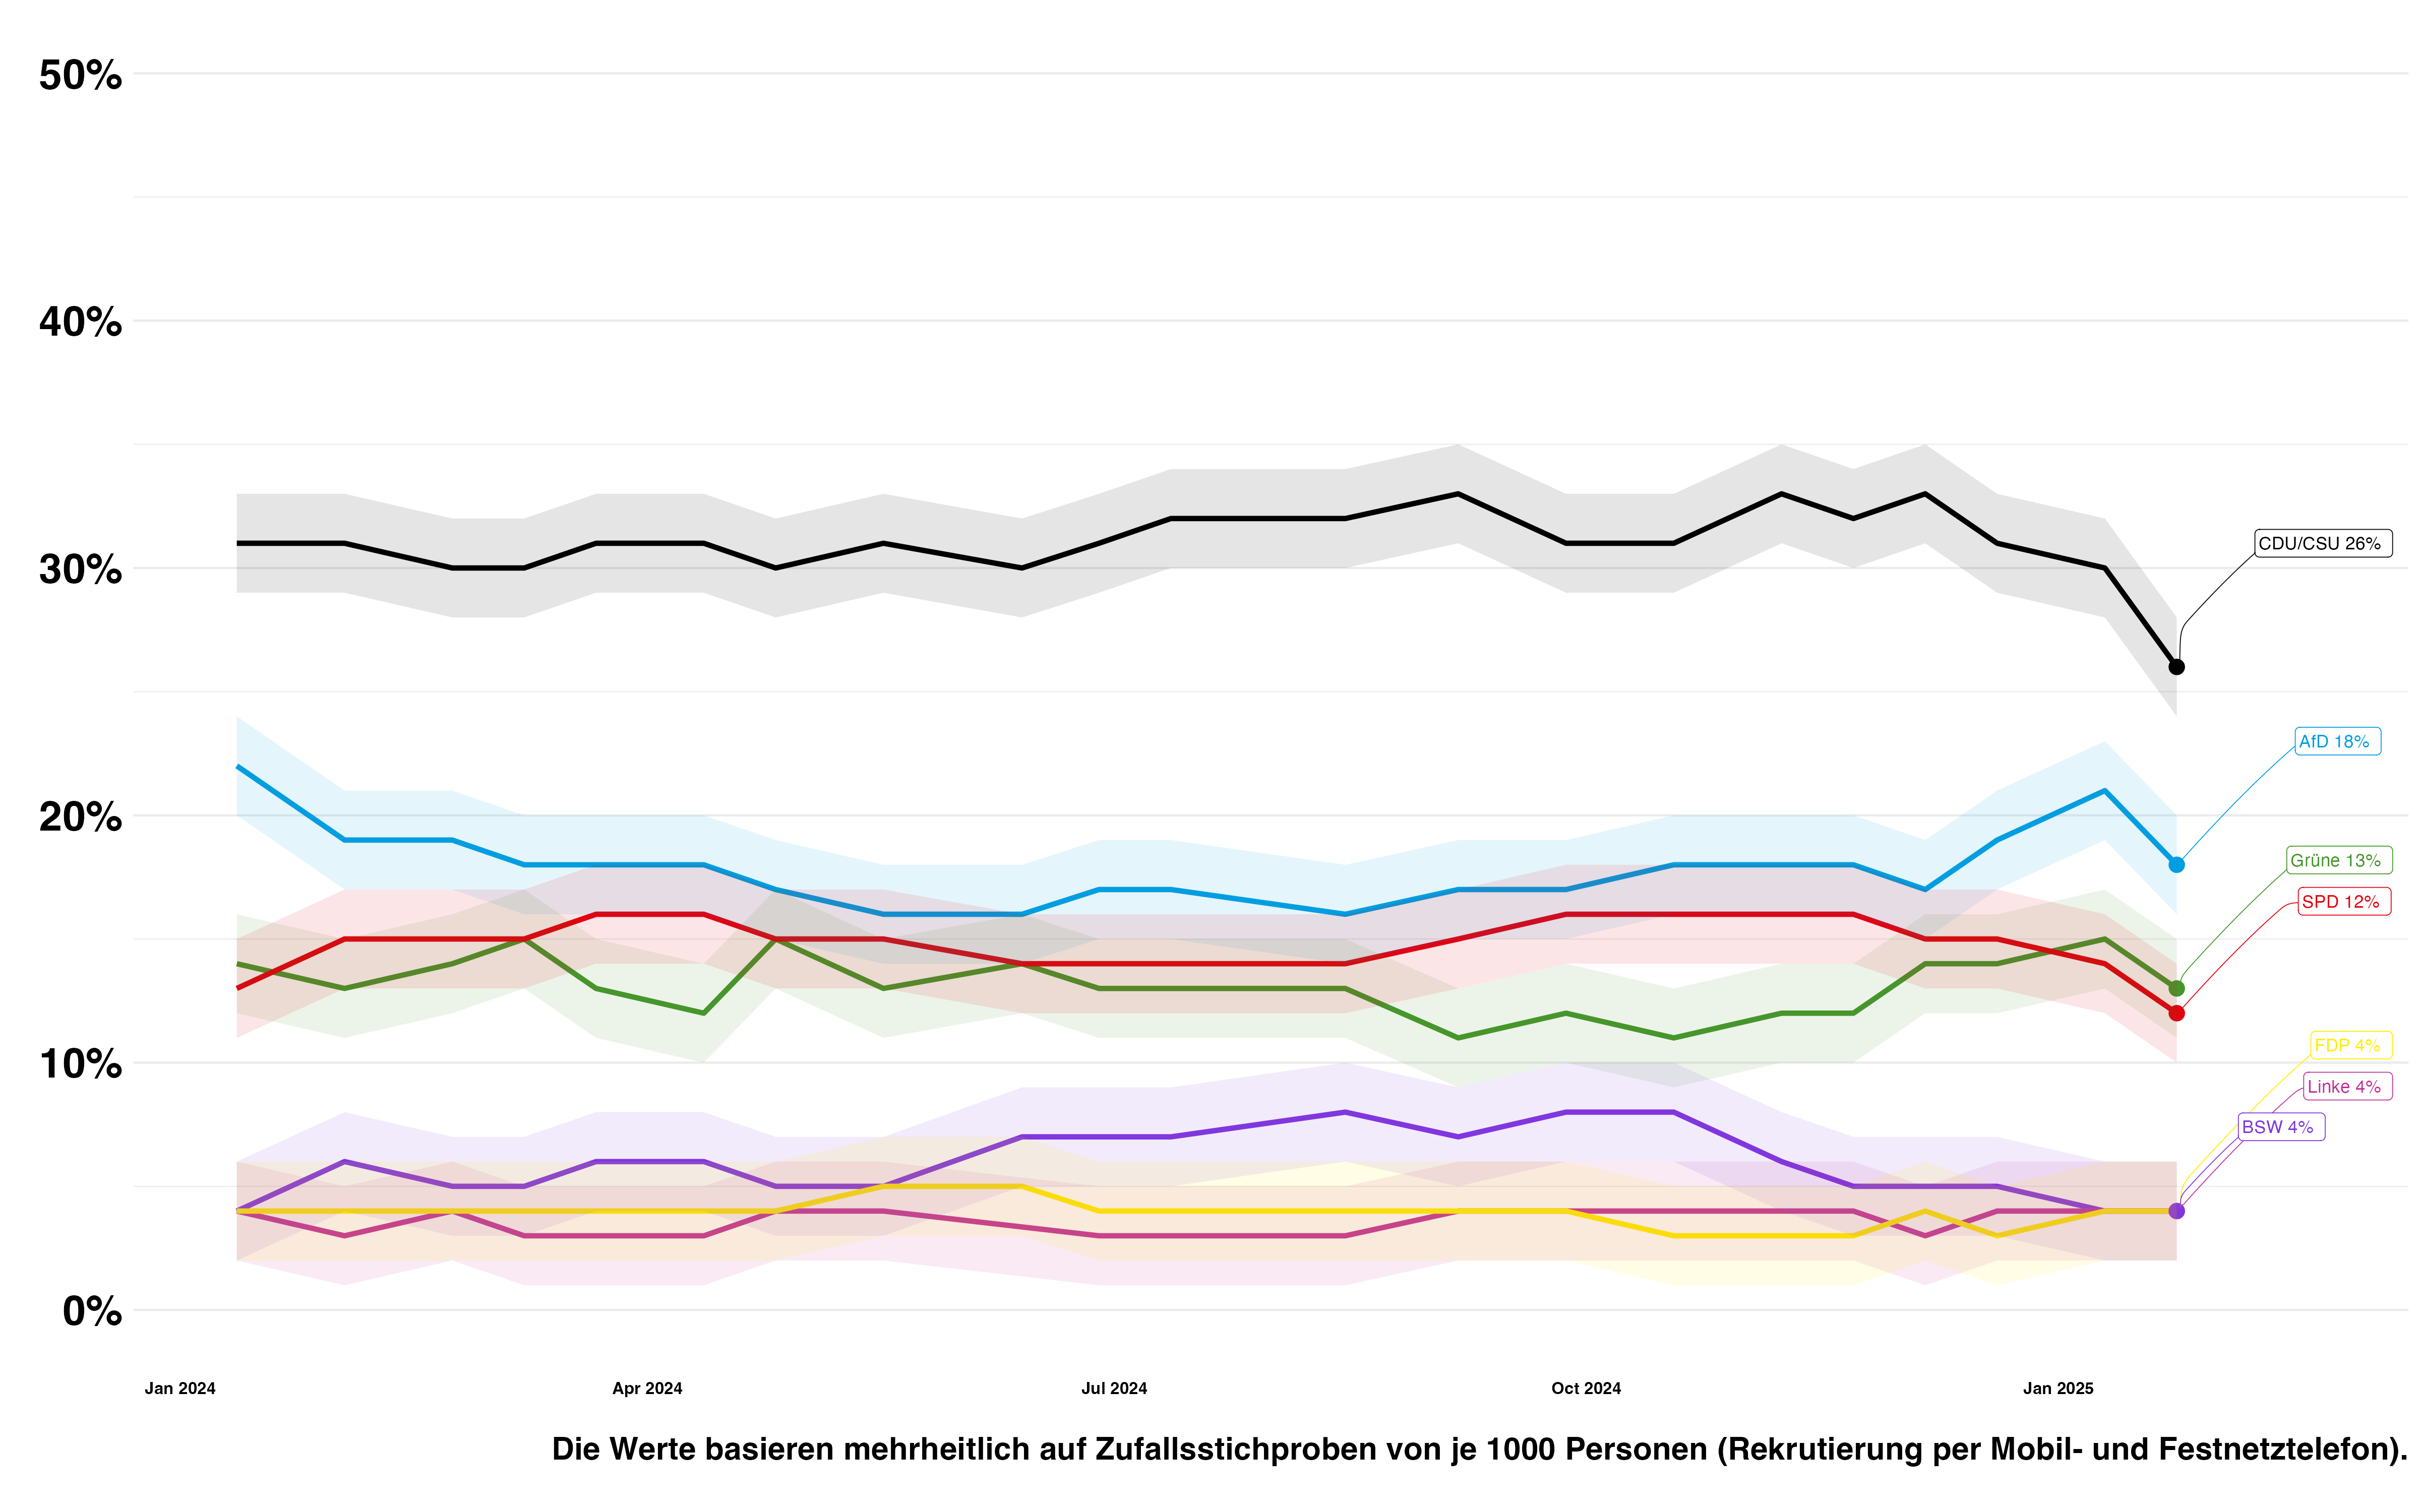 50%
40%
30%
20%
10%
0%
CDU/CSU 26%
AfD 18%
Grüne 13%
SPD 12%
FDP 4%
Linke 4%
BSW 4%
Jan 2024
Apr 2024
Jul 2024
Oct 2024
Jan 2025
Die Werte basieren mehrheitlich auf Zufallsstichproben von je 1000 Personen (Rekrutierung per Mobil- und Festnetztelefon).